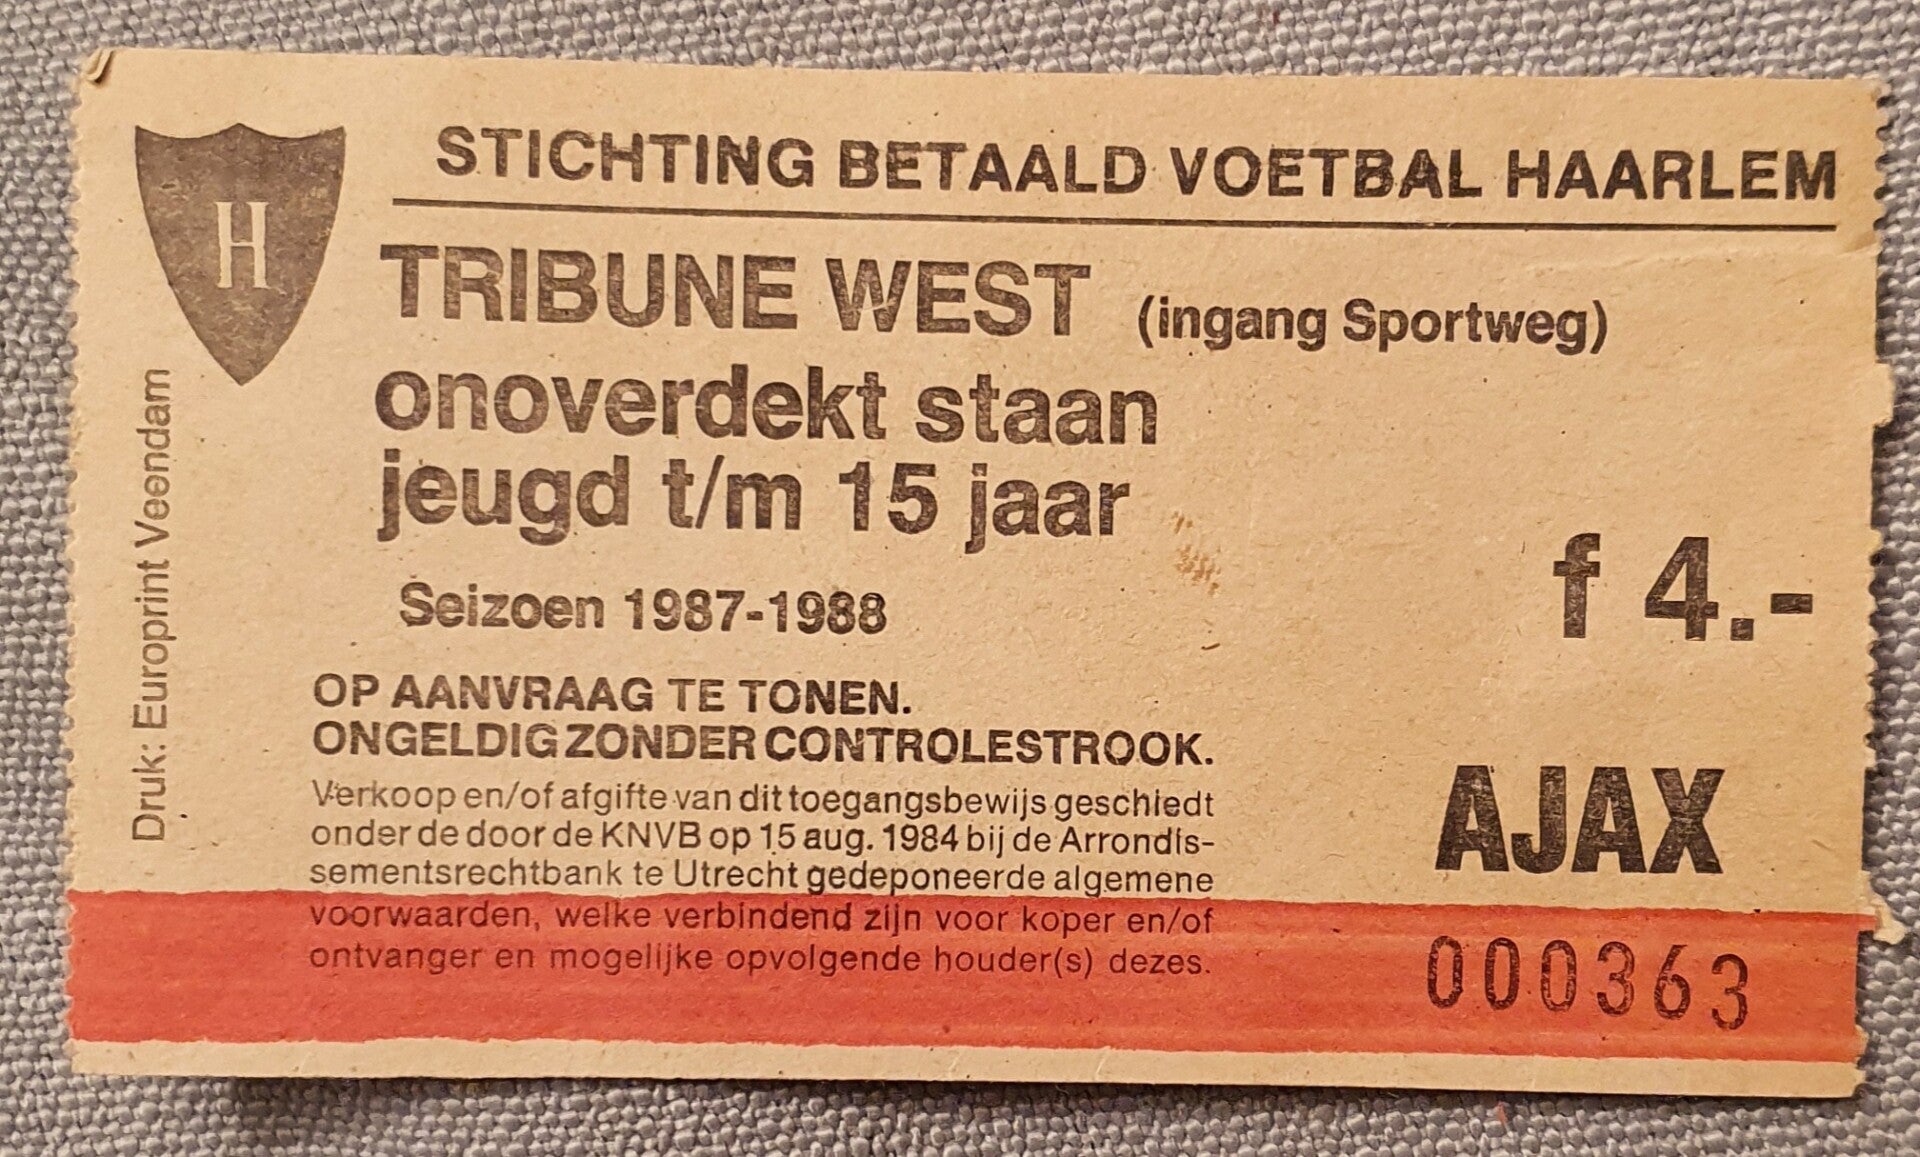 H
STICHTING BETAALD VOETBAL HAARLEM
TRIBUNE WEST (ingang Sportweg)
onoverdekt staan
jeugd t/m 15 jaar
f 4.-
Seizoen 1987-1988
OP AANVRAAG TE TONEN.
ONGELDIG ZONDER CONTROLESTROOK.
Verkoop en/of afgifte van dit toegangsbewijs geschiedt
onder de door de KNVB op 15 aug. 1984 bij de Arrondis-
sementsrechtbank te Utrecht gedeponeerde algemene
voorwaarden, welke verbindend zijn voor koper en/of
ontvanger en mogelijke opvolgende houder(s) dezes.
AJAX
000363
Druk: Europrint Veendam